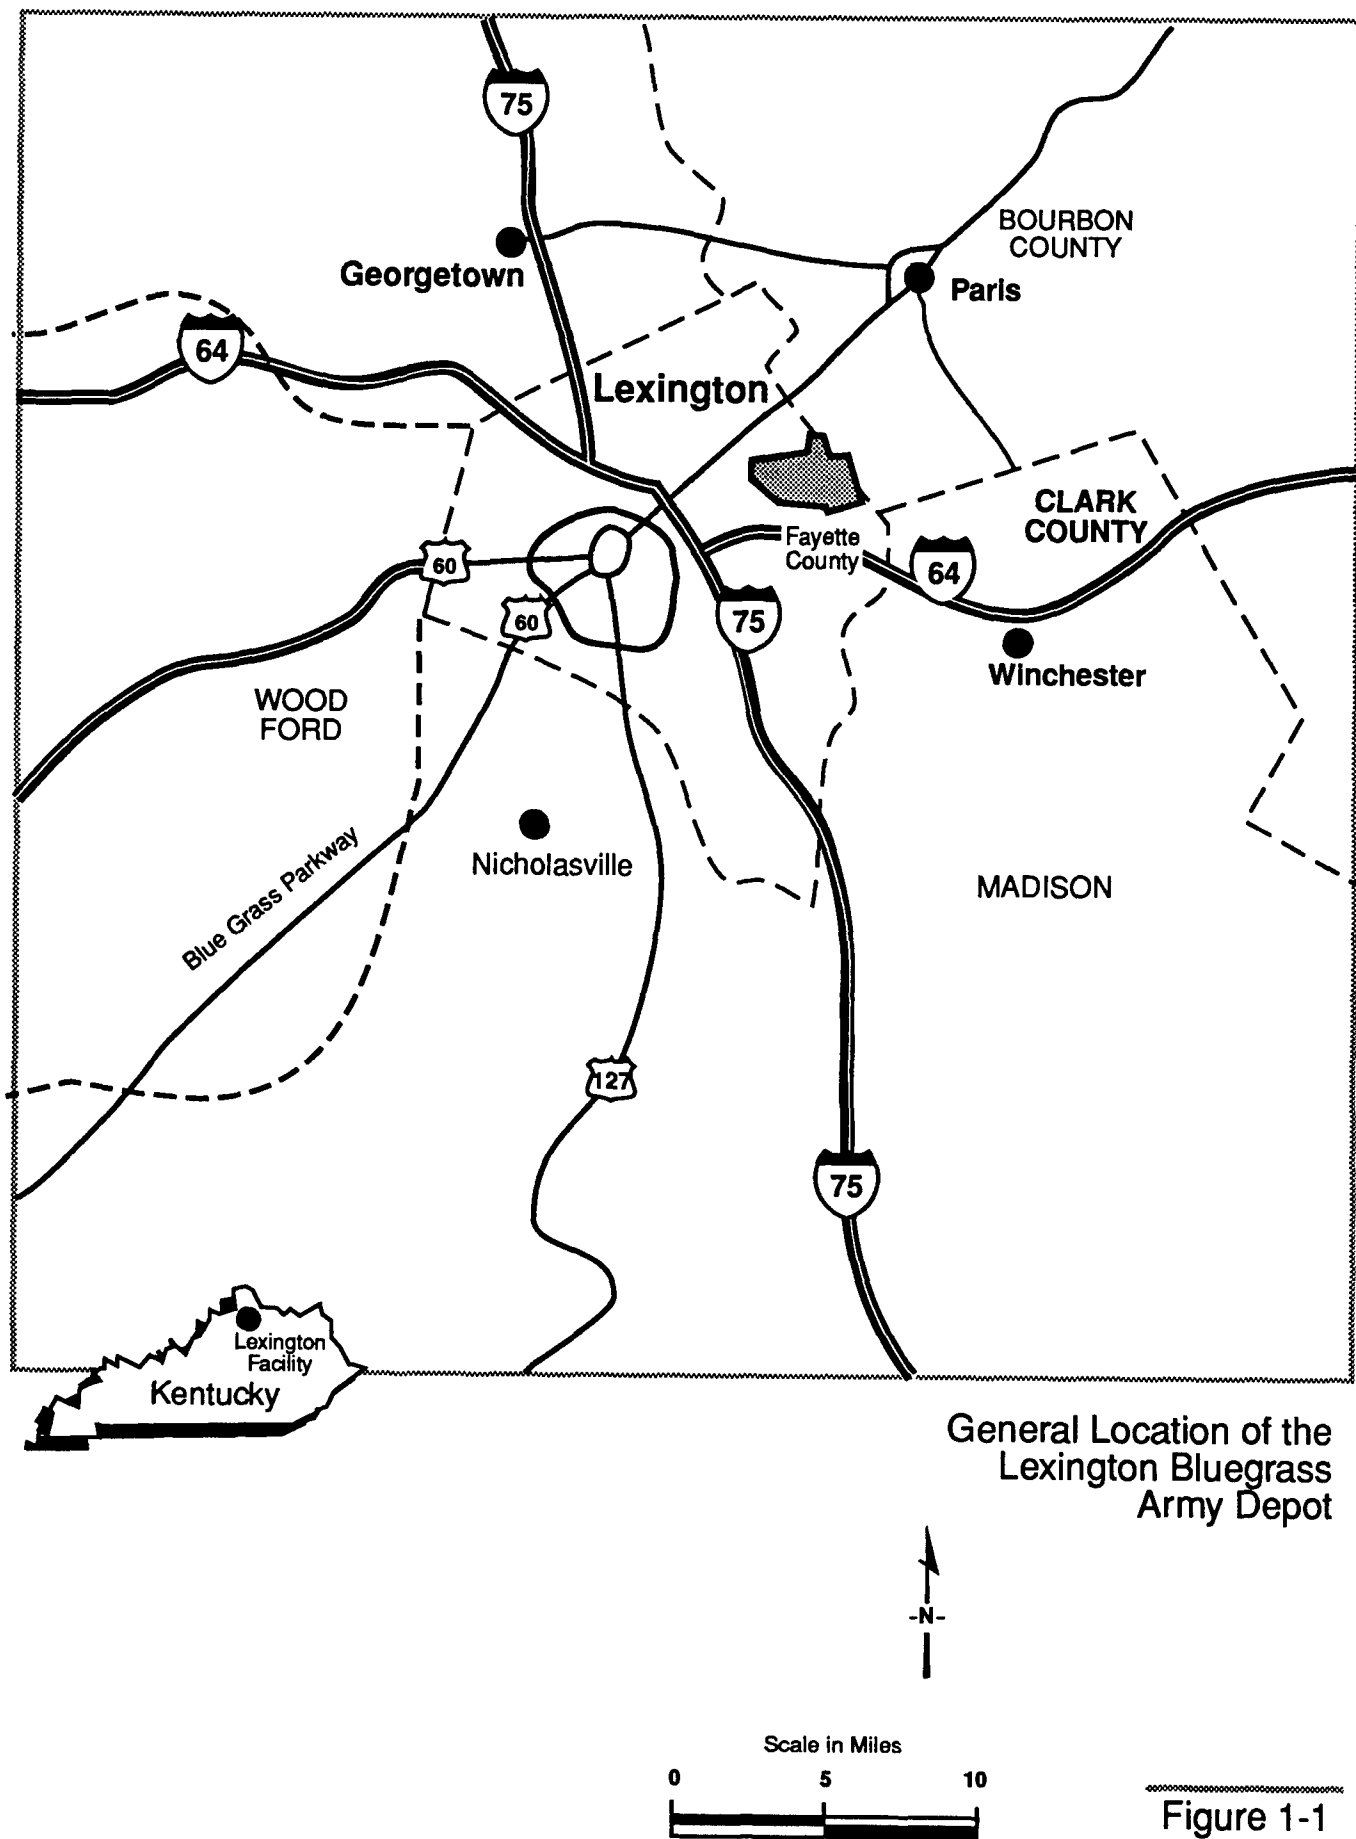 75
BOURBON
COUNTY
Georgetown
Paris
64
Lexington
CLARK
COUNTY
Fayette
County
60
64
60
75
Winchester
WOOD
FORD
Nicholasville
Blue Grass Parkway
MADISON
127
75
Lexington
Facility
Kentucky
General Location of the
Lexington Bluegrass
Army Depot
-N-
Scale in Miles
0 5 10
Figure 1-1